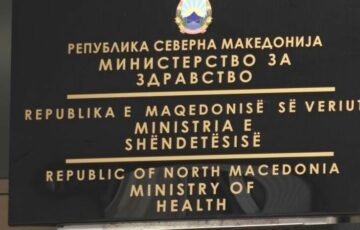 РЕПУБЛИКА СЕВЕРНА МАКЕДОНИЈА
МИНИСТЕРСТВО ЗА
ЗДРАВСТВО
REPUBLIKA E MAQEDONISË SË VERIUT
MINISTRIA E
SHËNDETËSISË
REPUBLIC OF NORTH MACEDONIA
MINISTRY OF
HEALTH